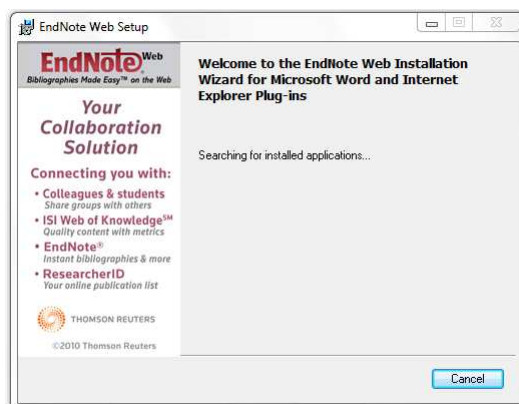 EndNote Web Setup
EndNote Web
Bibliographies Made Easy™ on the Web
Your
Collaboration
Solution
Connecting you with:
• Colleagues & students
Share groups with others
• ISI Web of Knowledge℠
Quality content with metrics
• EndNote®
Instant bibliographies & more
• ResearcherID
Your online publication list
THOMSON REUTERS
©2010 Thomson Reuters
Welcome to the EndNote Web Installation
Wizard for Microsoft Word and Internet
Explorer Plug-ins
Searching for installed applications...
Cancel